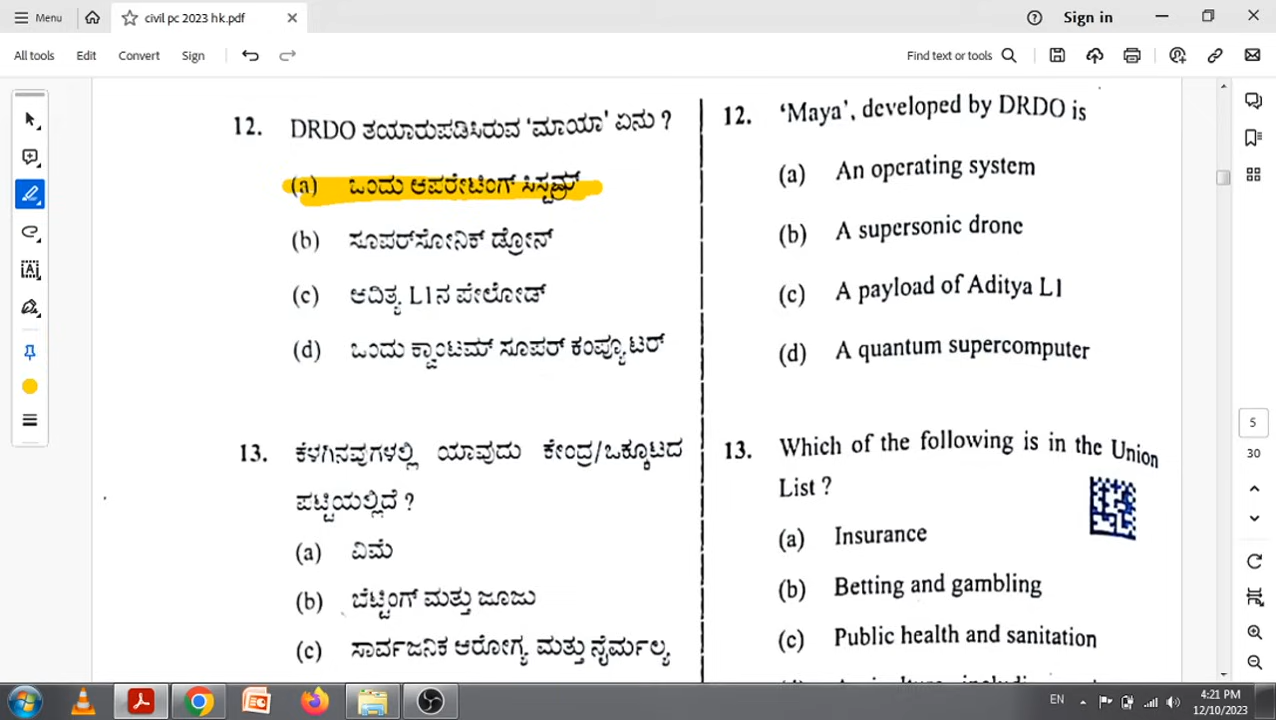 Menu
civil pc 2023 hk.pdf
Sign in
All tools
Edit
Convert
Sign
Find text or tools
12. DRDO ತಯಾರುಪಡಿಸಿರುವ ‘ಮಾಯಾ’ ಏನು ?
(a) ಒಂದು ಆಪರೇಟಿಂಗ್ ಸಿಸ್ಟಮ್
(b) ಸೂಪರ್‌ಸೋನಿಕ್ ಡ್ರೋನ್
(c) ಆದಿತ್ಯ L1ನ ಪೇಲೋಡ್
(d) ಒಂದು ಕ್ವಾಂಟಮ್ ಸೂಪರ್ ಕಂಪ್ಯೂಟರ್
13. ಕೆಳಗಿನವುಗಳಲ್ಲಿ ಯಾವುದು ಕೇಂದ್ರ/ಒಕ್ಕೂಟದ
ಪಟ್ಟಿಯಲ್ಲಿದೆ ?
(a) ವಿಮೆ
(b) ಬೆಟ್ಟಿಂಗ್ ಮತ್ತು ಜೂಜು
(c) ಸಾರ್ವಜನಿಕ ಆರೋಗ್ಯ ಮತ್ತು ನೈರ್ಮಲ್ಯ
12. ‘Maya’, developed by DRDO is
(a) An operating system
(b) A supersonic drone
(c) A payload of Aditya L1
(d) A quantum supercomputer
13. Which of the following is in the Union
List ?
(a) Insurance
(b) Betting and gambling
(c) Public health and sanitation
5
30
EN
4:21 PM
12/10/2023